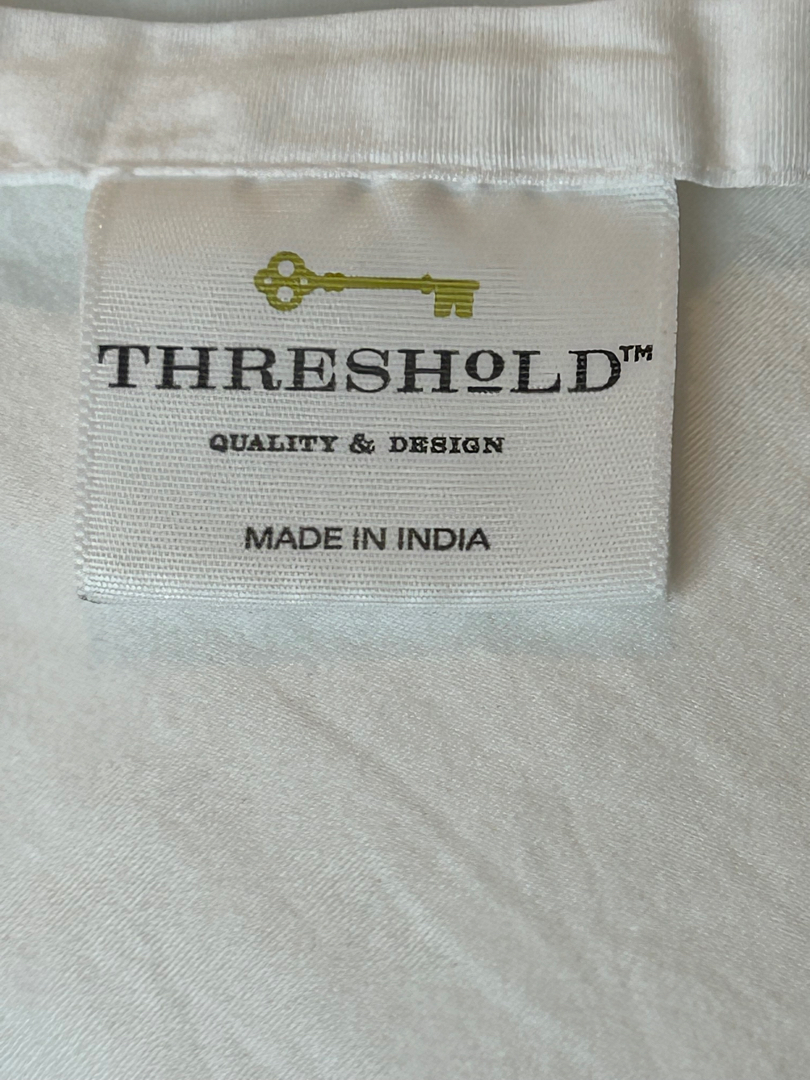 THRESHOLD™
QUALITY & DESIGN
MADE IN INDIA